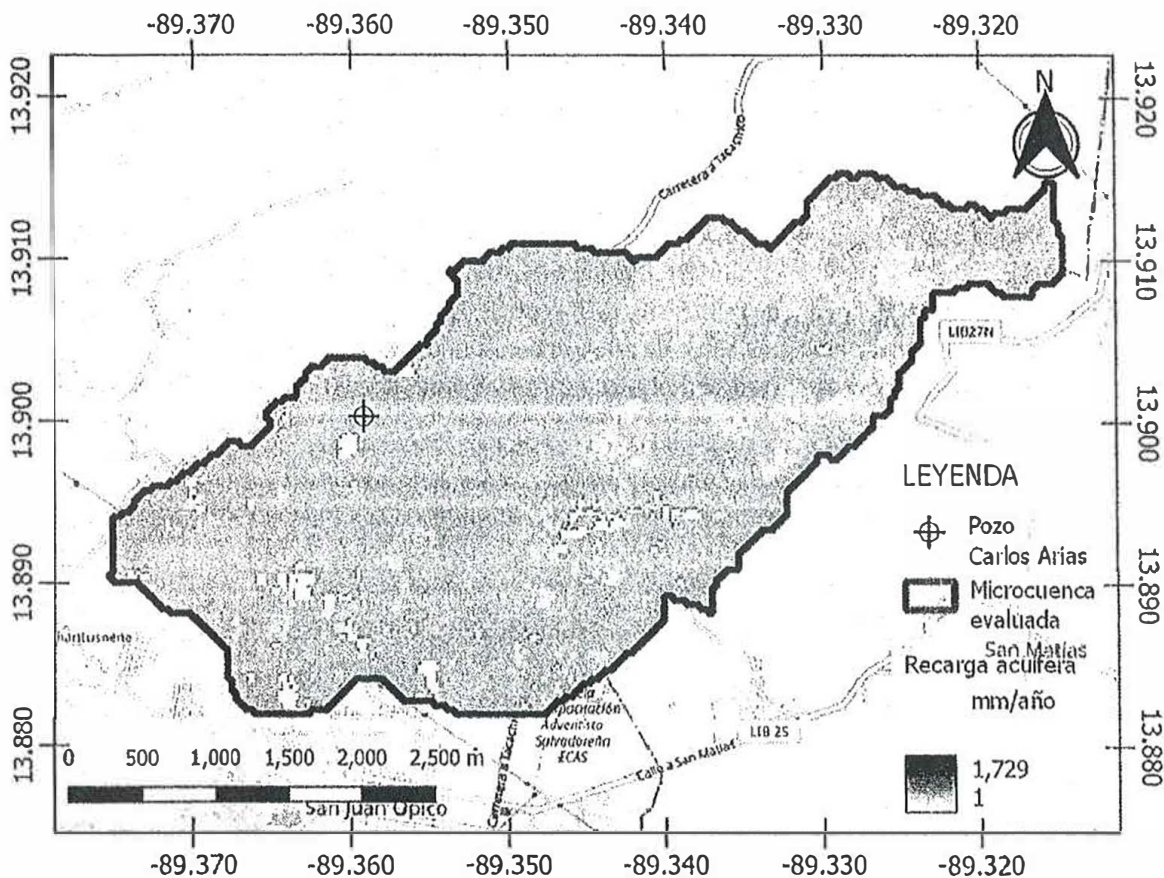 -89.370 -89.360 -89.350 -89.340 -89.330 -89.320
13.920
13.910
13.900
13.890
13.880
13.920
13.910
13.900
13.890
13.880
N
Carretera a Tacachico
LIB27N
LEYENDA
Pozo
Carlos Arias
Microcuenca
evaluada
San Matías
Recarga acuífera
mm/año
1,729
1
Adventista
Salvadoreña
ECAS
LIB 25
Calle a San Matías
0 500 1,000 1,500 2,000 2,500 m
San Juan Opico
-89.370 -89.360 -89.350 -89.340 -89.330 -89.320